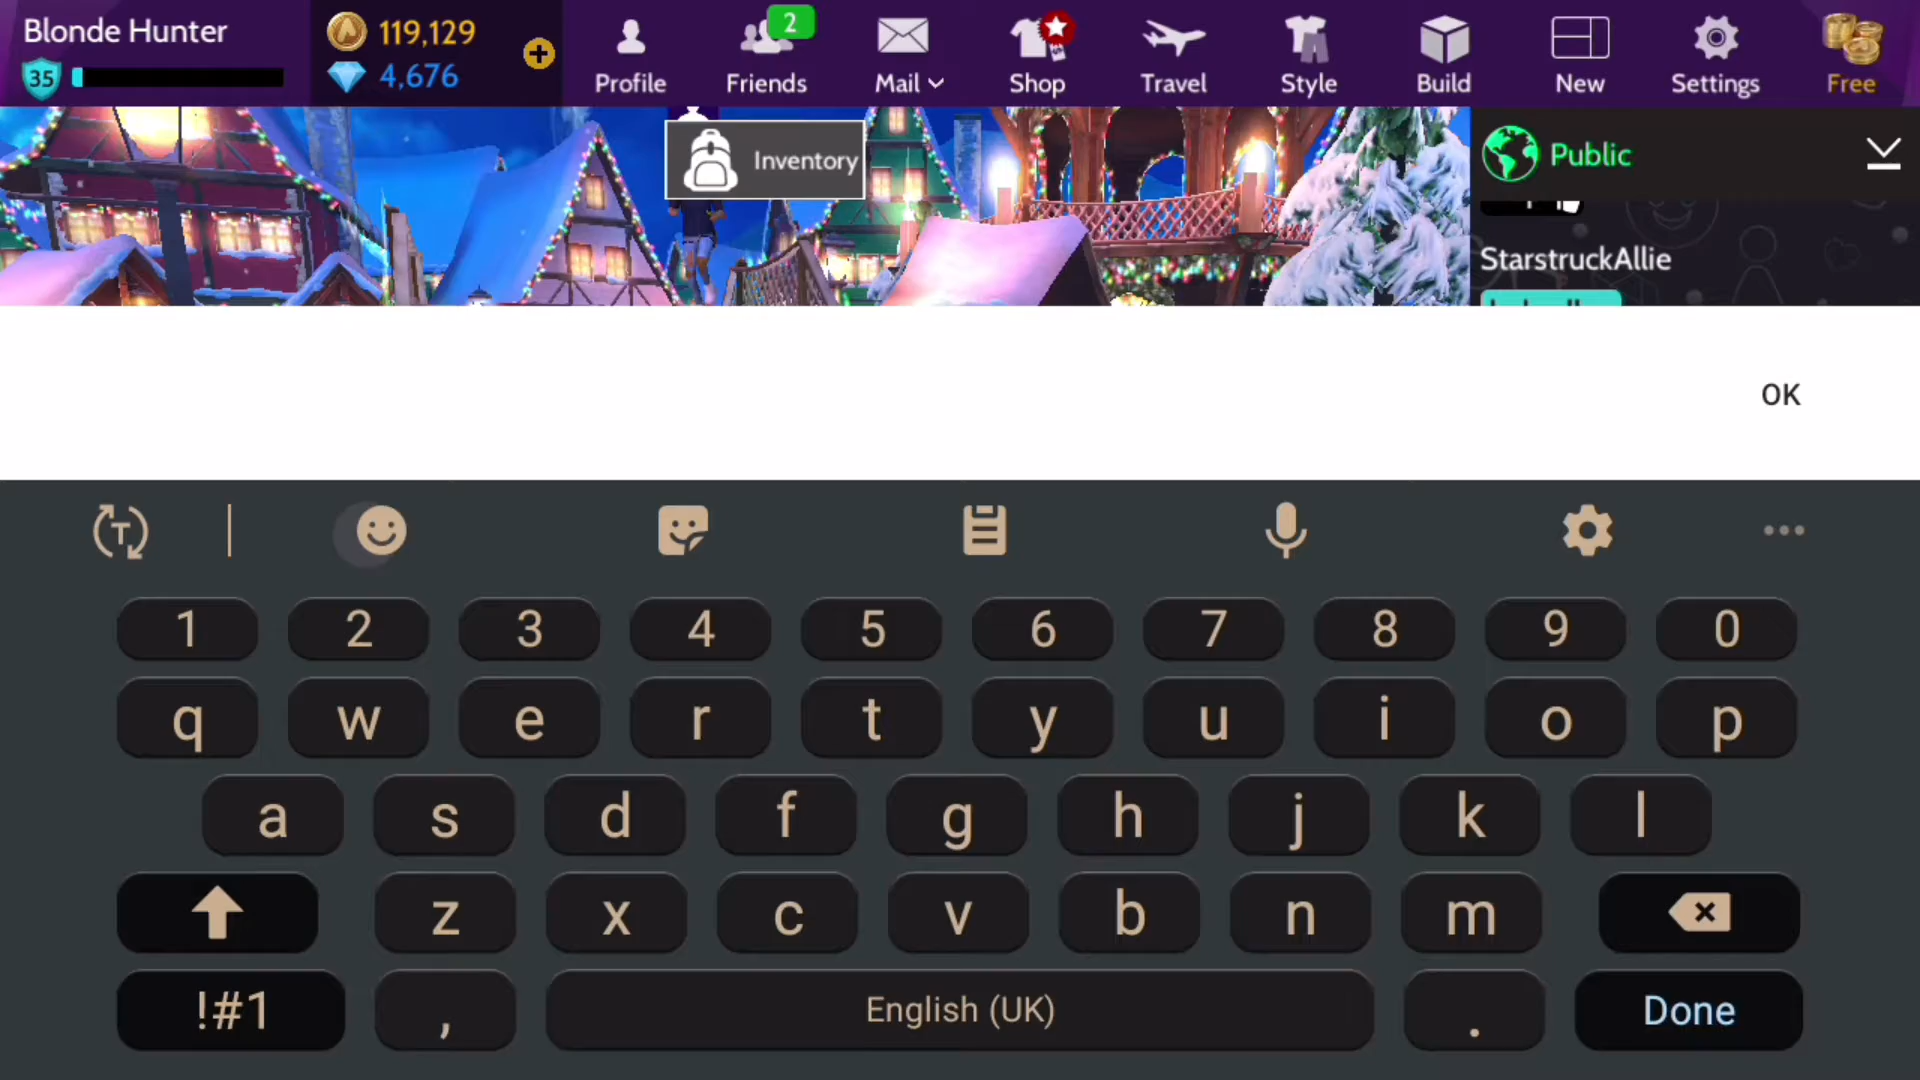 Blonde Hunter
35
119,129
4,676
Profile
2
Friends
Mail
Shop
Travel
Style
Build
New
Settings
Free
Inventory
Public
StarstruckAllie
OK
T
1 2 3 4 5 6 7 8 9 0
q w e r t y u i o p
a s d f g h j k l
z x c v b n m
!#1 , English (UK) . Done